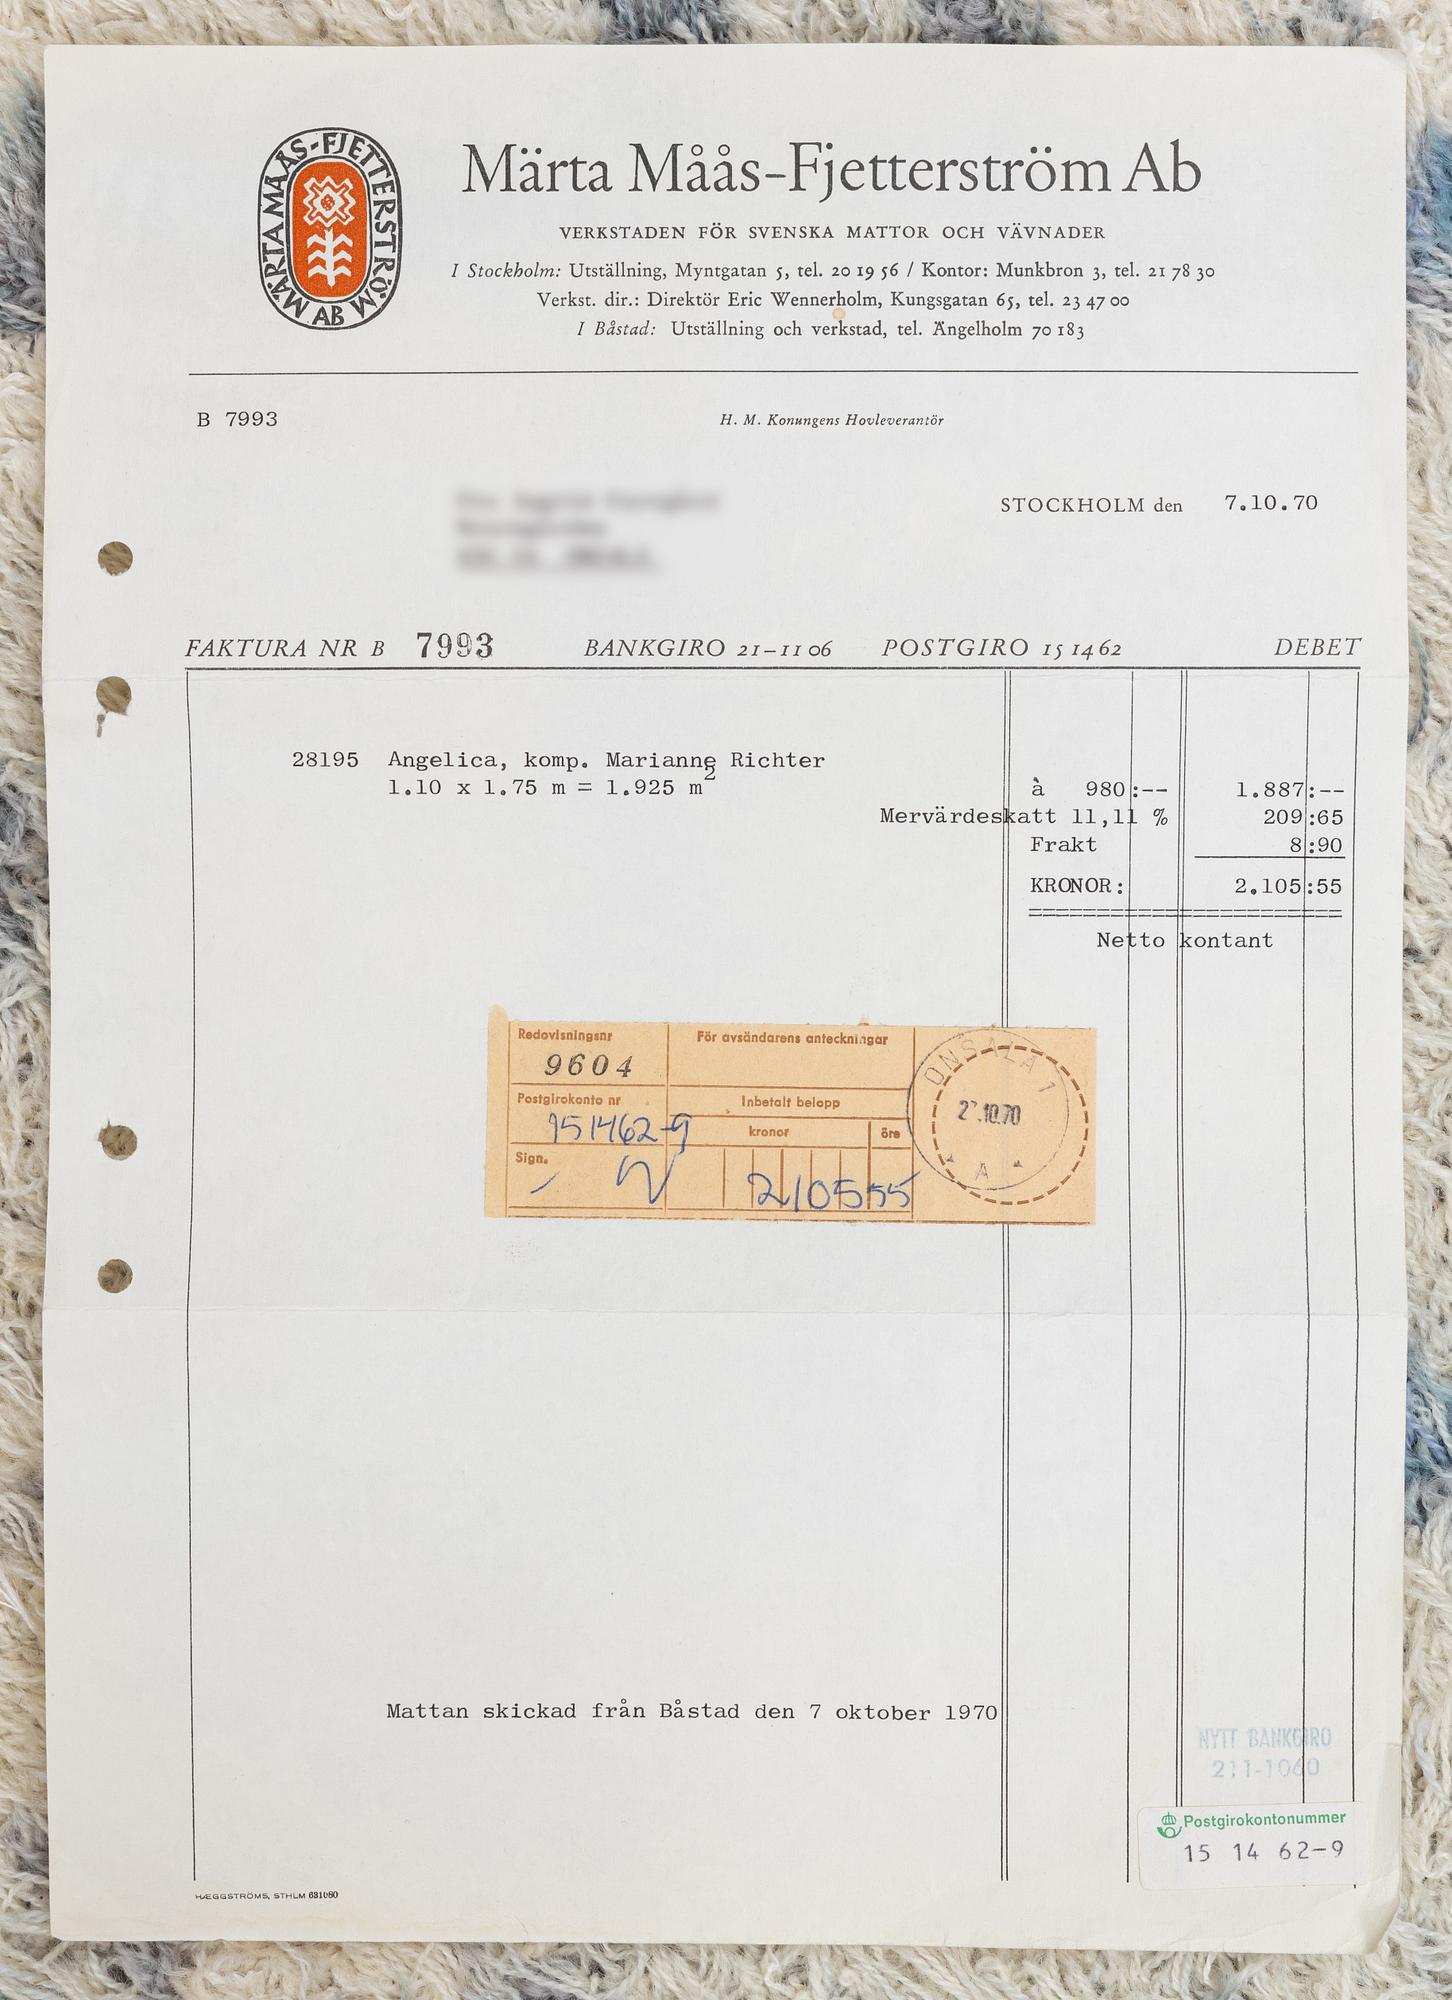 MÄRTA MÅÅS-FJETTERSTRÖM AB
Märta Måås-Fjetterström Ab
VERKSTADEN FÖR SVENSKA MATTOR OCH VÄVNADER
I Stockholm: Utställning, Myntgatan 5, tel. 20 19 56 / Kontor: Munkbron 3, tel. 21 78 30
Verkst. dir.: Direktör Eric Wennerholm, Kungsgatan 65, tel. 23 47 00
I Båstad: Utställning och verkstad, tel. Ängelholm 70 183
B 7993
H. M. Konungens Hovleverantör
STOCKHOLM den 7.10.70
FAKTURA NR B 7993 BANKGIRO 21-11 06 POSTGIRO 15 14 62 DEBET
28195 Angelica, komp. Marianne Richter
1.10 x 1.75 m = 1.925 m2 à 980:-- 1.887:--
Mervärdeskatt 11,11 % 209:65
Frakt 8:90
KRONOR: 2.105:55
Netto kontant
Redovisningsnr
9604
För avsändarens anteckningar
Postgirokonto nr
151462-9
Inbetalt belopp
kronor öre
Sign.
210555
ONSALA 1
10.70
A
Mattan skickad från Båstad den 7 oktober 1970
NYTT BANKGIRO
211-1060
Postgirokontonummer
15 14 62-9
HÆGGSTRÖMS, STHLM 631080